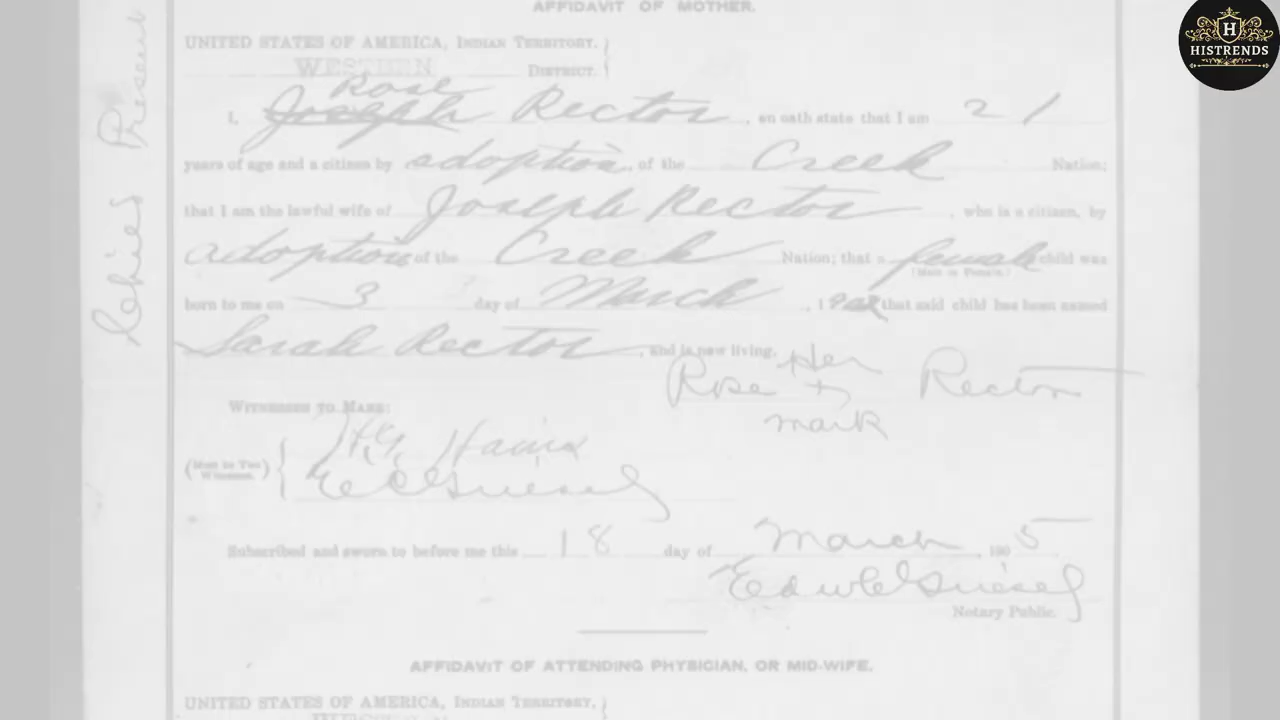 AFFIDAVIT OF MOTHER.
H
HISTRENDS
UNITED STATES OF AMERICA, INDIAN TERRITORY,
WESTERN DISTRICT.
Rose
I, Joseph Rector, on oath state that I am 21
years of age and a citizen by adoption, of the Creek Nation;
that I am the lawful wife of Joseph Rector, who is a citizen, by
adoption of the Creek Nation; that a female child was
(Male or Female)
born to me on 3 day of March, 1902 that said child has been named
Sarah Rector, and is now living.
Her
Rose + Rector
mark
WITNESSES TO MARK:
(Must be Two Witnesses.)
Subscribed and sworn to before me this 18 day of March, 1905
Notary Public.
AFFIDAVIT OF ATTENDING PHYSICIAN, OR MID-WIFE.
UNITED STATES OF AMERICA, INDIAN TERRITORY,
Present